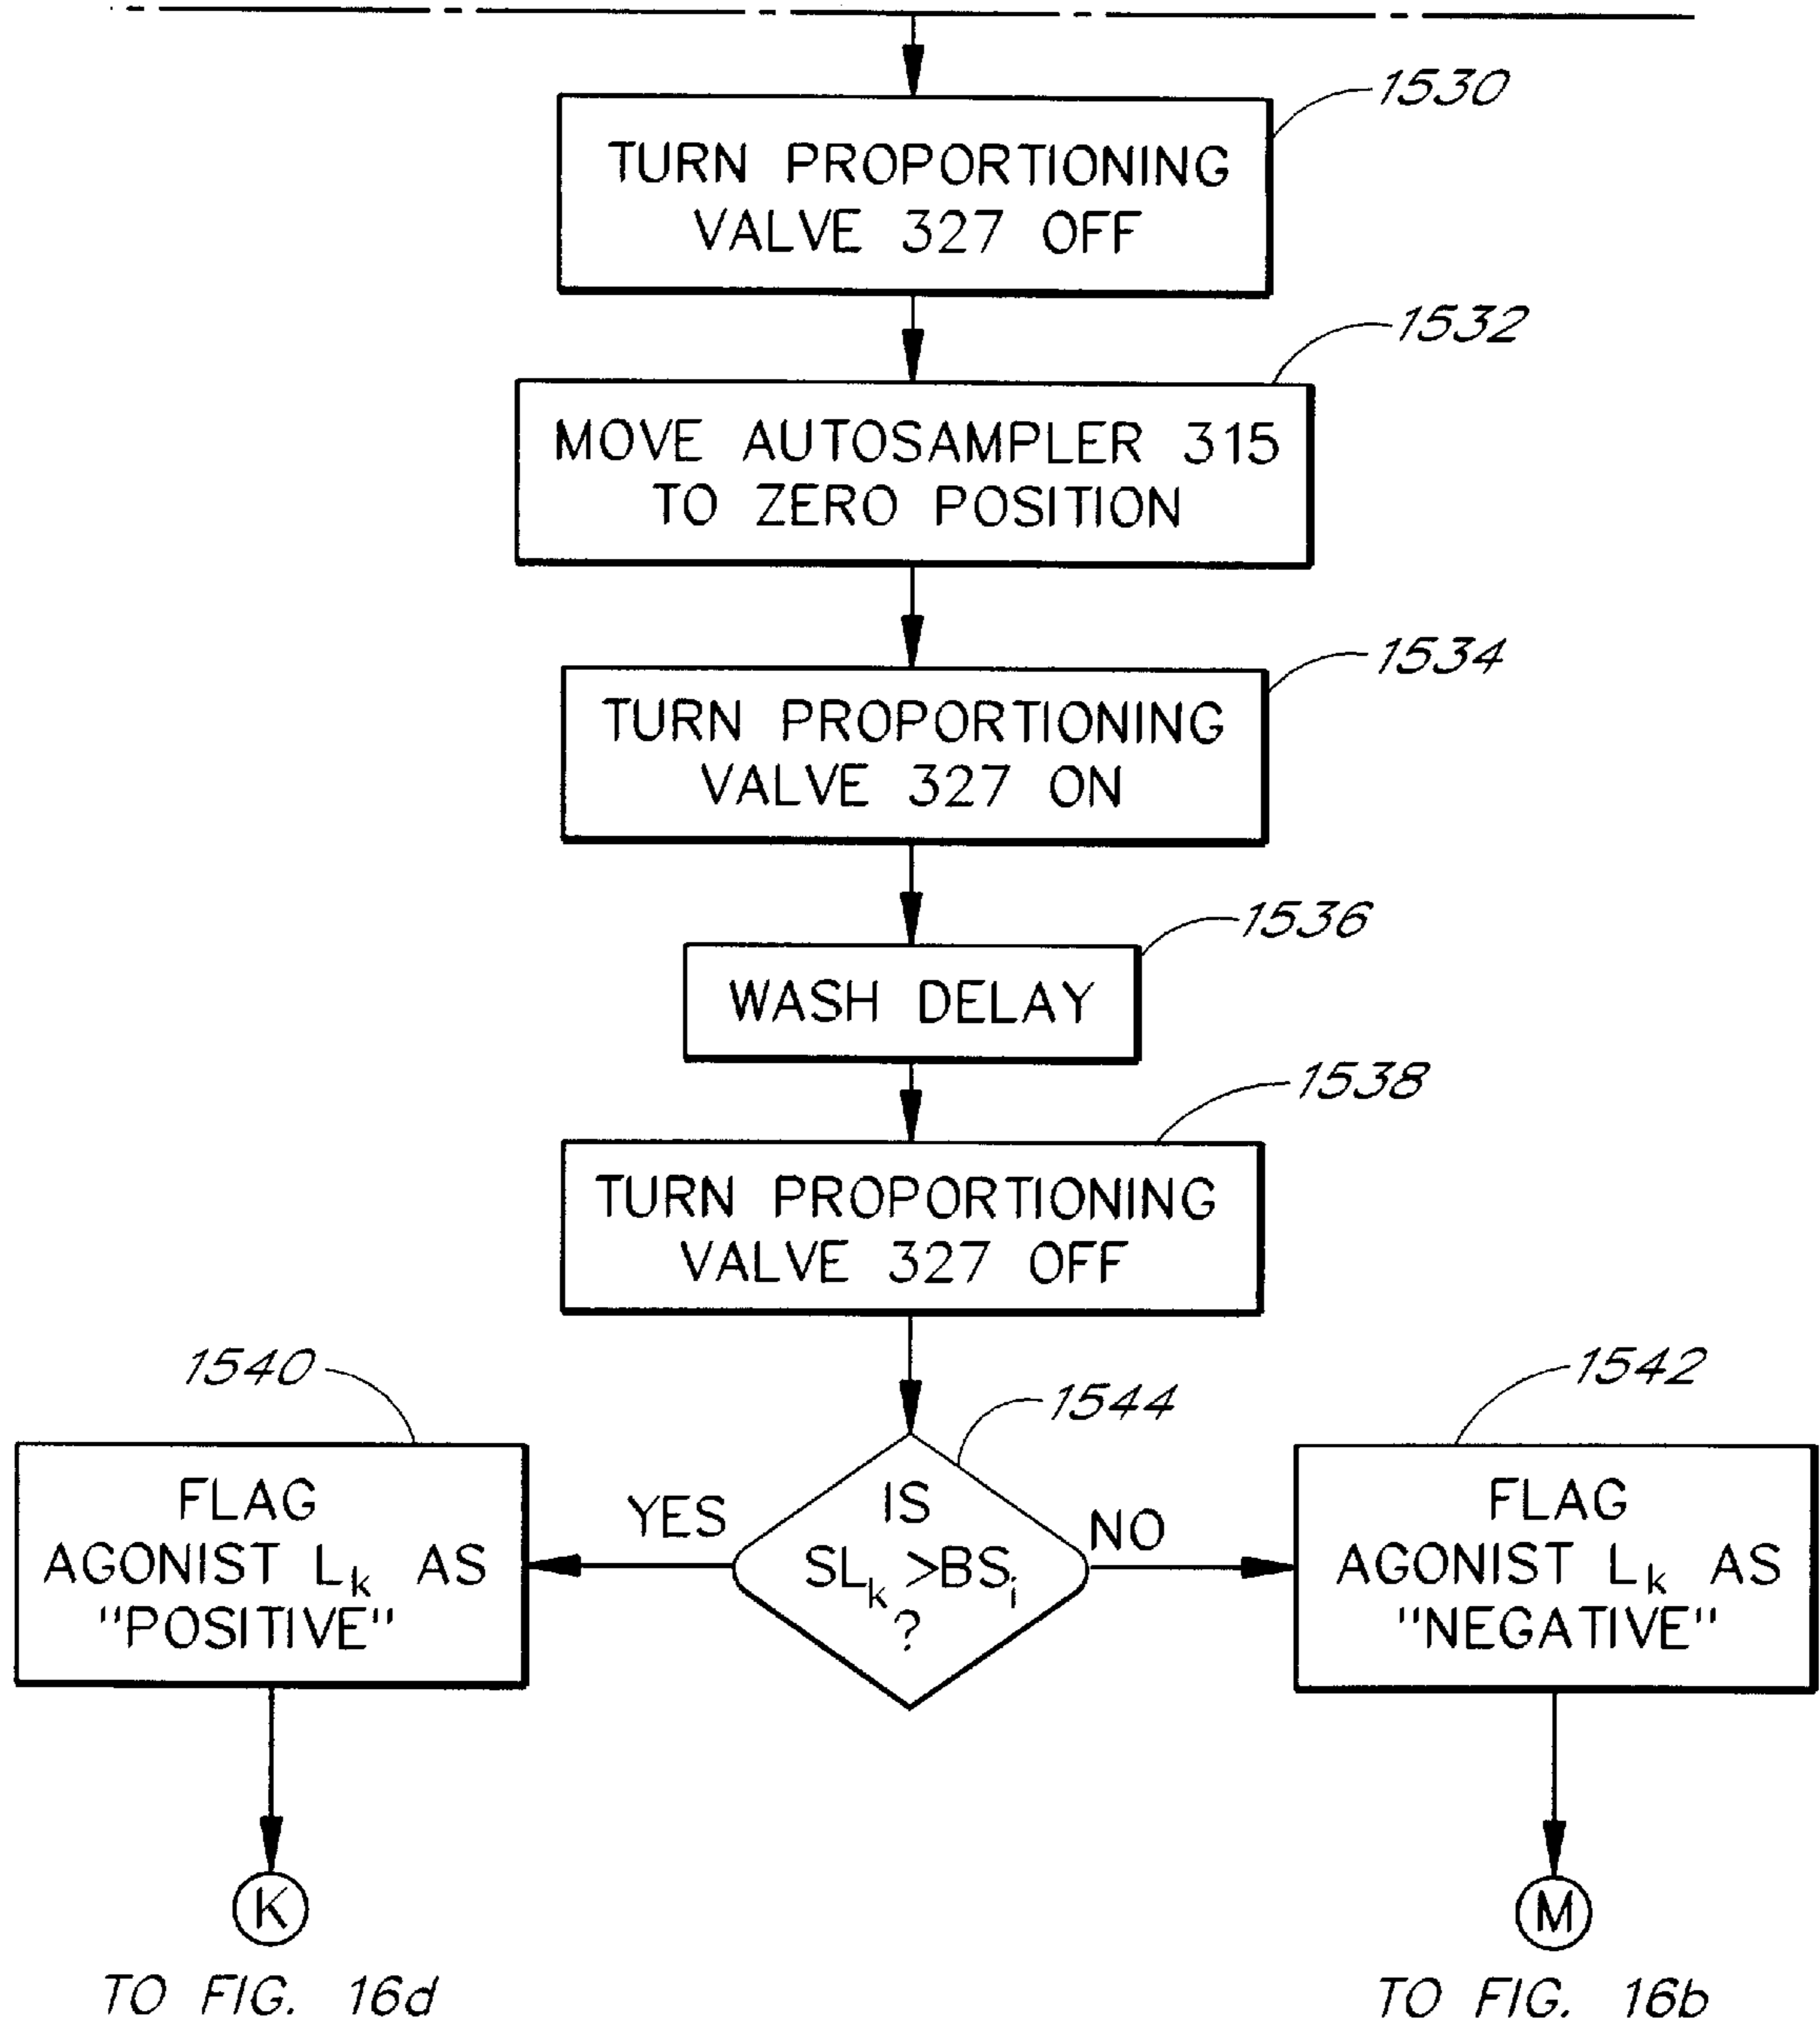 1530
TURN PROPORTIONING
VALVE 327 OFF
1532
MOVE AUTOSAMPLER 315
TO ZERO POSITION
1534
TURN PROPORTIONING
VALVE 327 ON
1536
WASH DELAY
1538
TURN PROPORTIONING
VALVE 327 OFF
1540
FLAG
AGONIST Lk AS
"POSITIVE"
YES
1544
IS
SLk >BSi
?
NO
1542
FLAG
AGONIST Lk AS
"NEGATIVE"
K
TO FIG. 16d
M
TO FIG. 16b